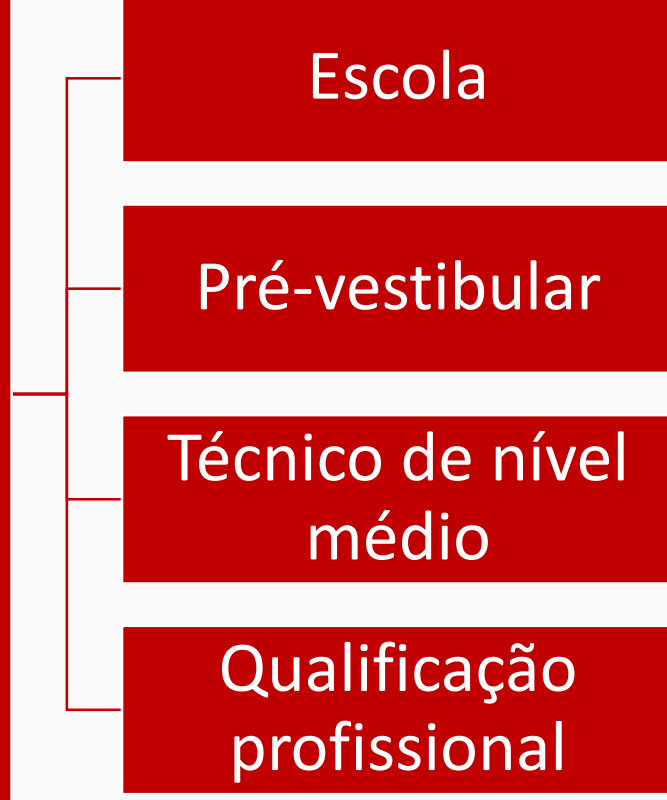 Escola
Pré-vestibular
Técnico de nível
médio
Qualificação
profissional